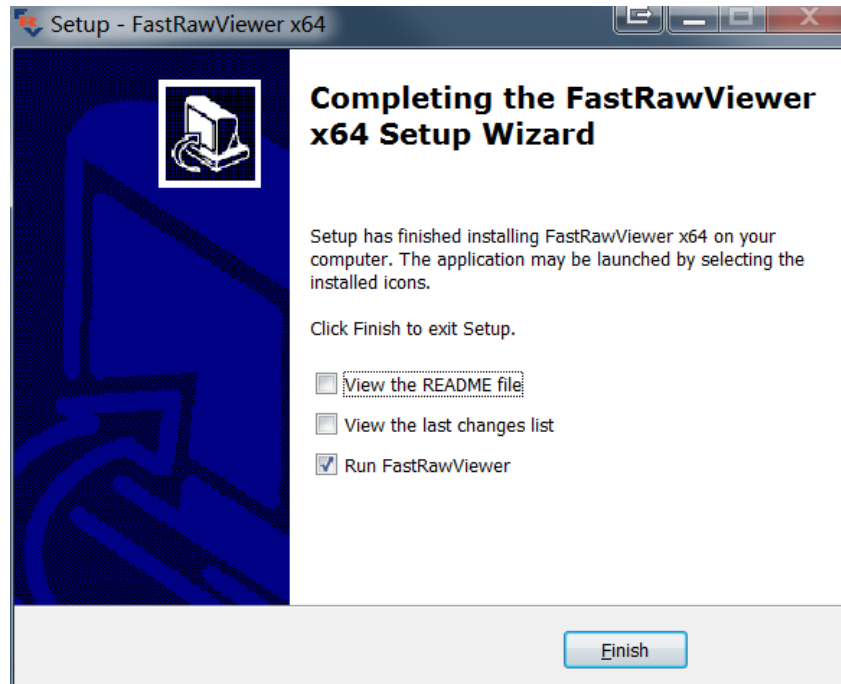 Setup - FastRawViewer x64
Completing the FastRawViewer
x64 Setup Wizard
Setup has finished installing FastRawViewer x64 on your
computer. The application may be launched by selecting the
installed icons.
Click Finish to exit Setup.
View the README file
View the last changes list
Run FastRawViewer
Finish